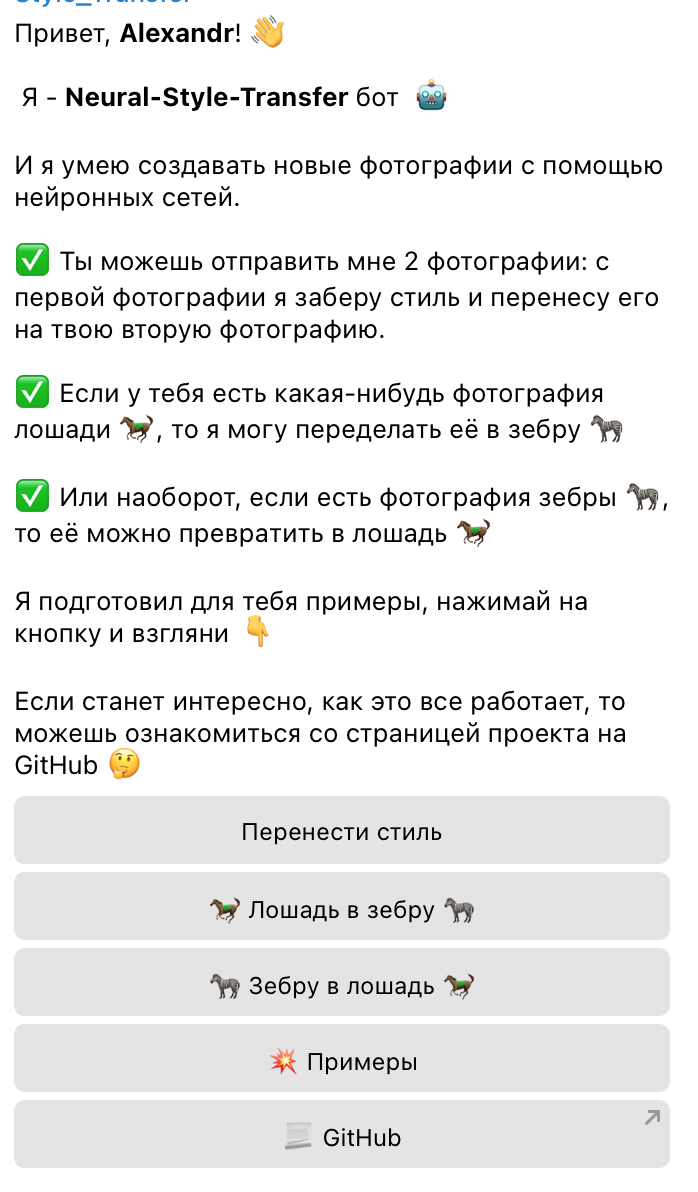 Привет, Alexandr! 👋
Я - Neural-Style-Transfer бот 🤖
И я умею создавать новые фотографии с помощью
нейронных сетей.
✅ Ты можешь отправить мне 2 фотографии: с
первой фотографии я заберу стиль и перенесу его
на твою вторую фотографию.
✅ Если у тебя есть какая-нибудь фотография
лошади 🐎, то я могу переделать её в зебру 🦓
✅ Или наоборот, если есть фотография зебры 🦓,
то её можно превратить в лошадь 🐎
Я подготовил для тебя примеры, нажимай на
кнопку и взгляни 👇
Если станет интересно, как это все работает, то
можешь ознакомиться со страницей проекта на
GitHub 🤔
Перенести стиль
🐎 Лошадь в зебру 🦓
🦓 Зебру в лошадь 🐎
💥 Примеры
📜 GitHub